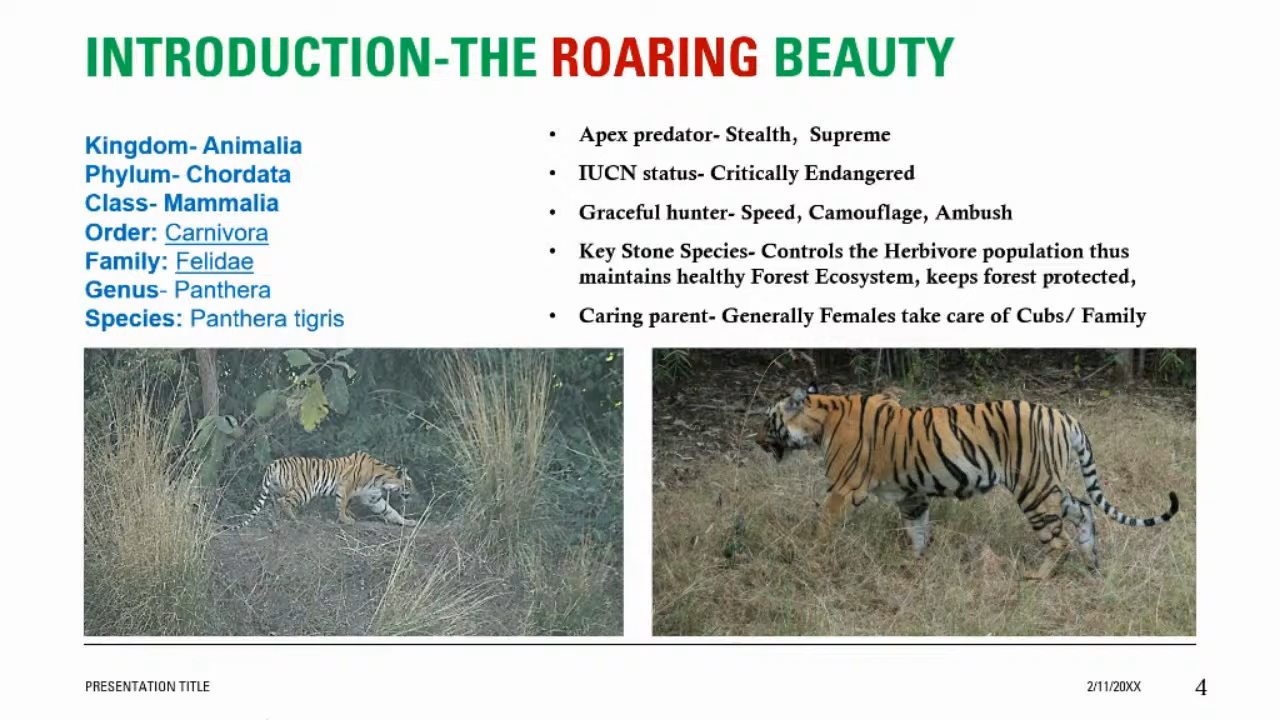 INTRODUCTION-THE ROARING BEAUTY
Kingdom- Animalia
Phylum- Chordata
Class- Mammalia
Order: Carnivora
Family: Felidae
Genus- Panthera
Species: Panthera tigris
• Apex predator- Stealth, Supreme
• IUCN status- Critically Endangered
• Graceful hunter- Speed, Camouflage, Ambush
• Key Stone Species- Controls the Herbivore population thus
maintains healthy Forest Ecosystem, keeps forest protected,
• Caring parent- Generally Females take care of Cubs/ Family
PRESENTATION TITLE
2/11/20XX
4